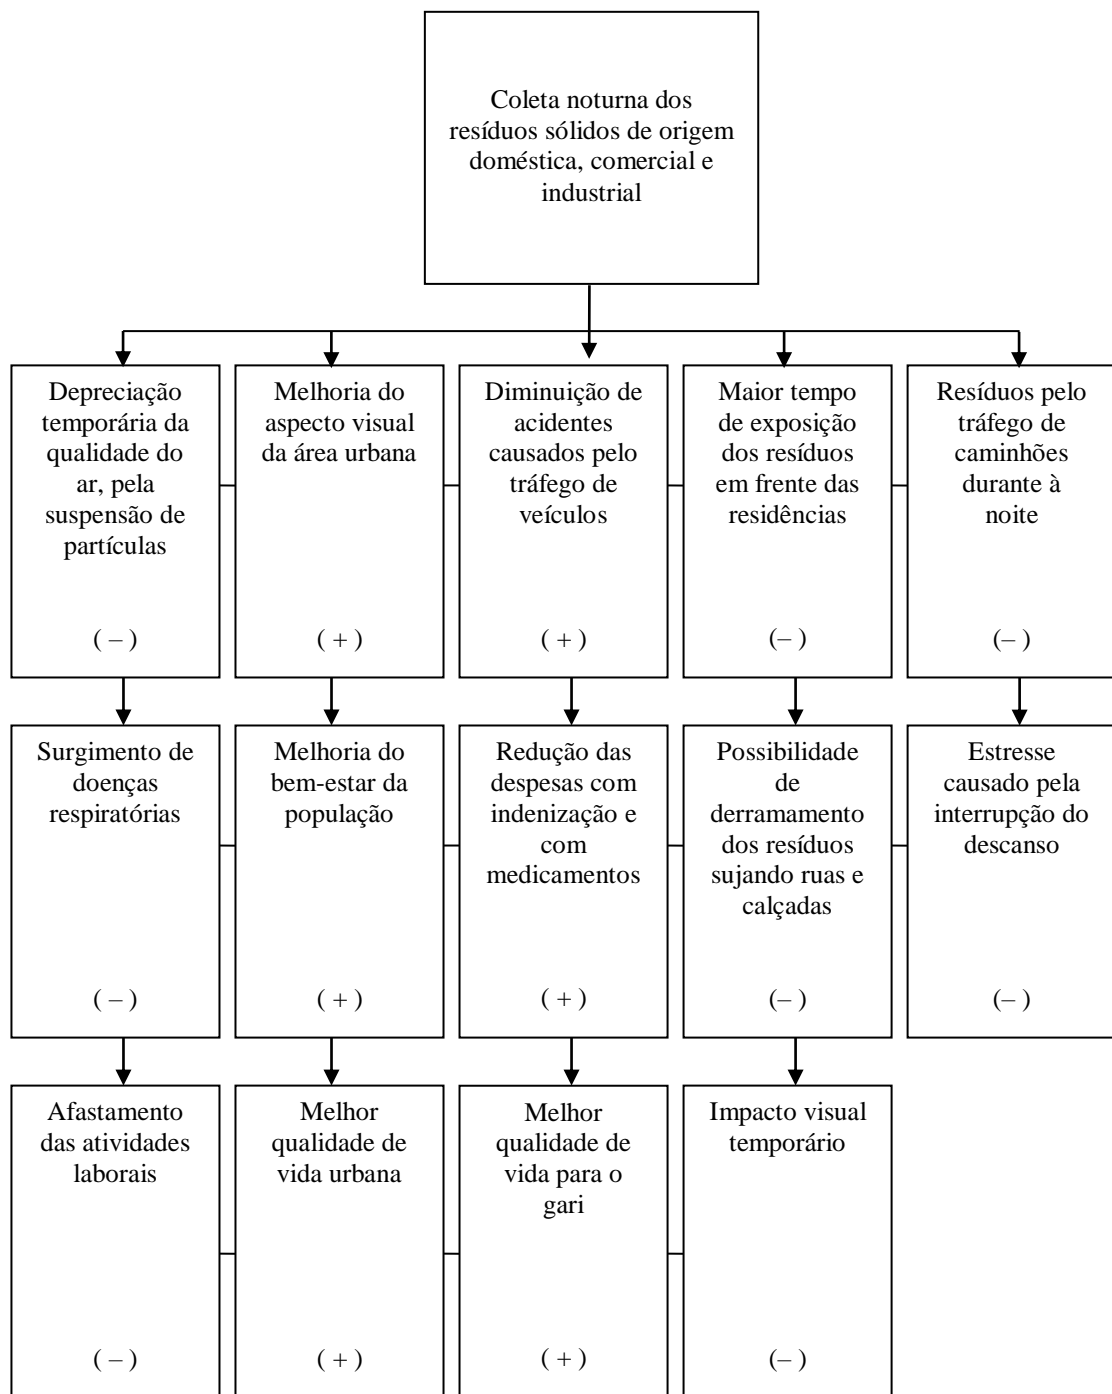 Coleta noturna dos
resíduos sólidos de origem
doméstica, comercial e
industrial
Depreciação
temporária da
qualidade do
ar, pela
suspensão de
partículas
( – )
Melhoria do
aspecto visual
da área urbana
( + )
Diminuição de
acidentes
causados pelo
tráfego de
veículos
( + )
Maior tempo
de exposição
dos resíduos
em frente das
residências
(– )
Resíduos pelo
tráfego de
caminhões
durante à
noite
(– )
Surgimento de
doenças
respiratórias
( – )
Melhoria do
bem-estar da
população
( + )
Redução das
despesas com
indenização e
com
medicamentos
( + )
Possibilidade
de
derramamento
dos resíduos
sujando ruas e
calçadas
(– )
Estresse
causado pela
interrupção do
descanso
(– )
Afastamento
das atividades
laborais
( – )
Melhor
qualidade de
vida urbana
( + )
Melhor
qualidade de
vida para o
gari
( + )
Impacto visual
temporário
(– )